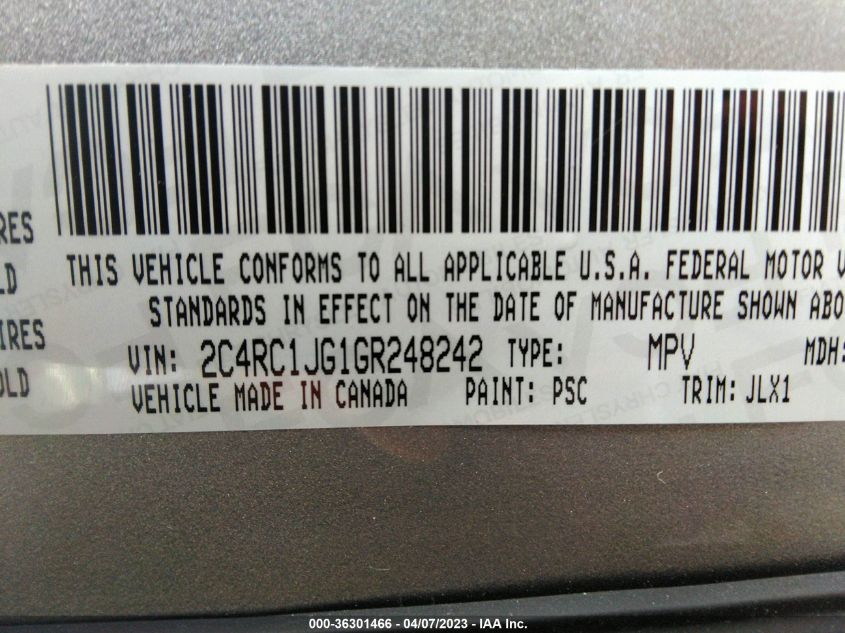 RES
LD
IRES
OLD
THIS VEHICLE CONFORMS TO ALL APPLICABLE U.S.A. FEDERAL MOTOR V
STANDARDS IN EFFECT ON THE DATE OF MANUFACTURE SHOWN ABO
VIN: 2C4RC1JG1GR248242 TYPE: MPV MDH:
VEHICLE MADE IN CANADA PAINT: PSC TRIM: JLX1
000-36301466 - 04/07/2023 - IAA Inc.